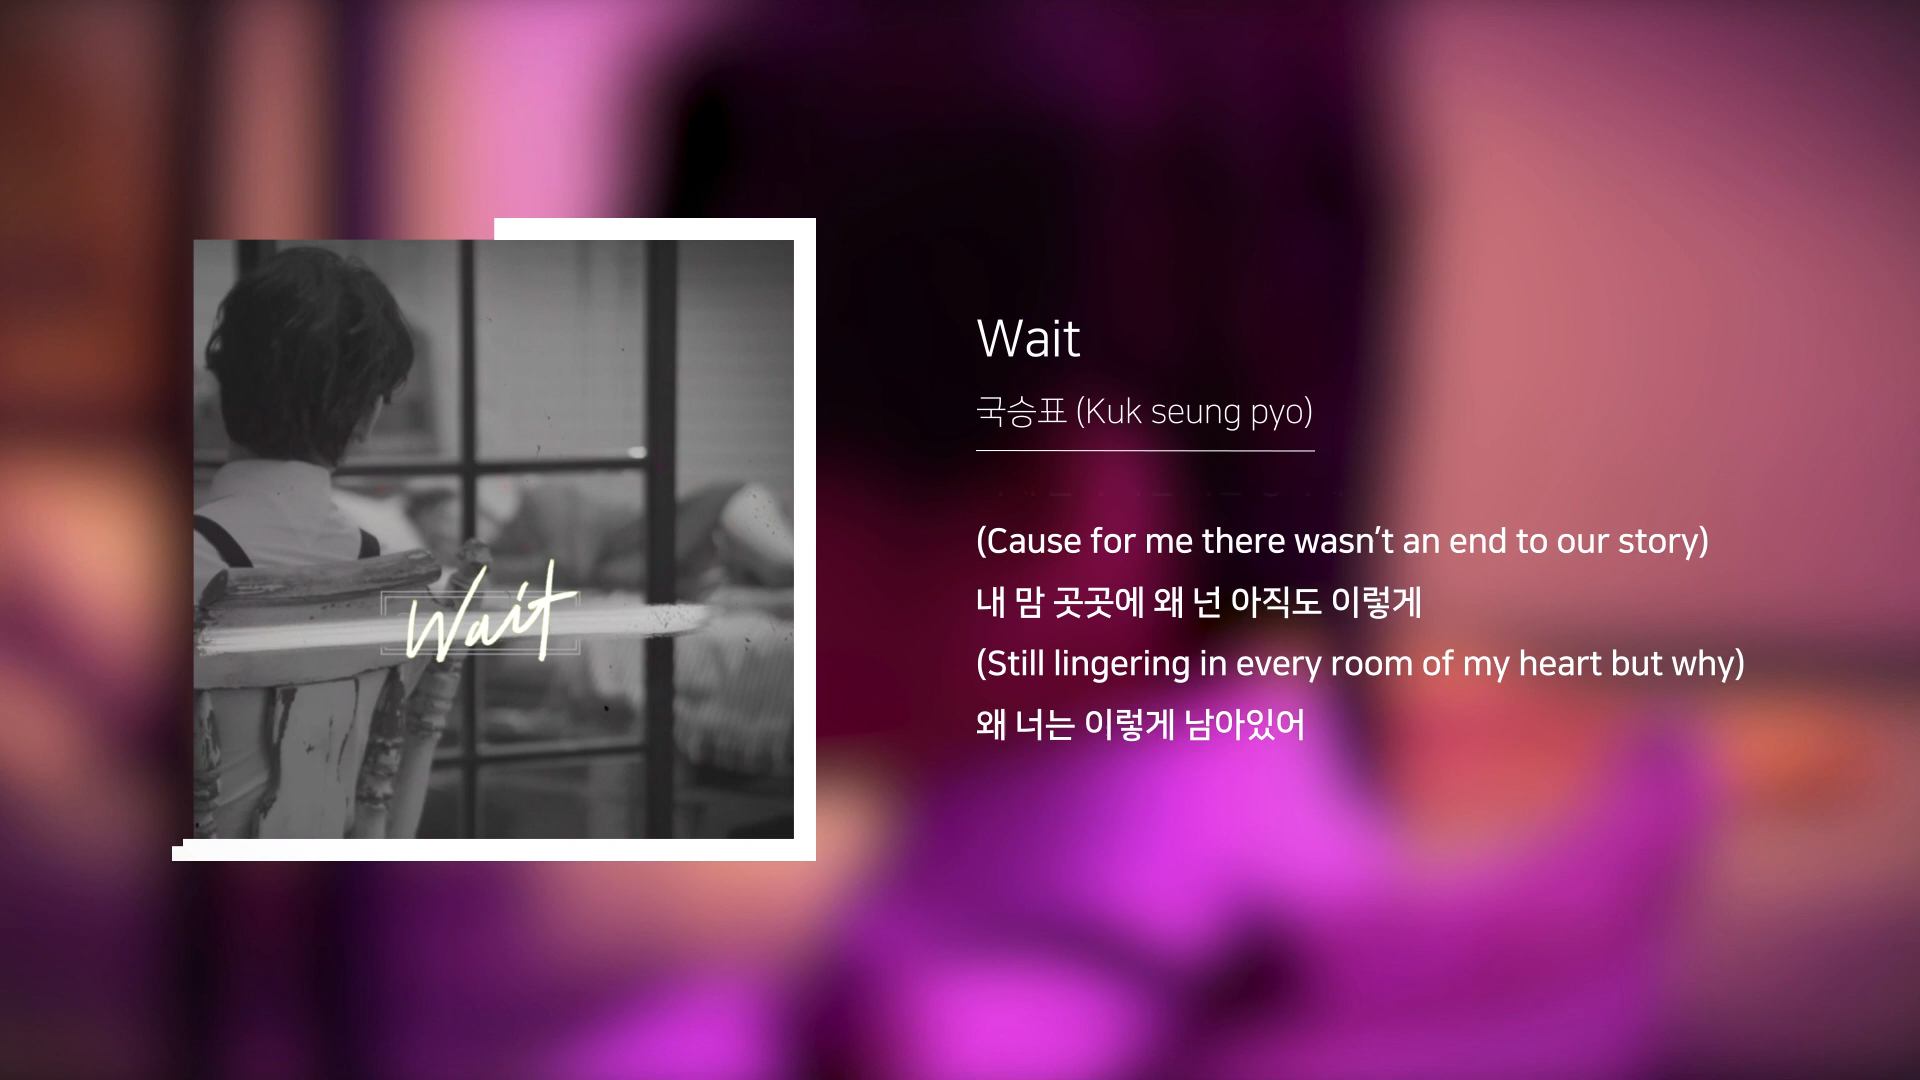 Wait
Wait
국승표 (Kuk seung pyo)
(Cause for me there wasn't an end to our story)
내 맘 곳곳에 왜 넌 아직도 이렇게
(Still lingering in every room of my heart but why)
왜 너는 이렇게 남아있어